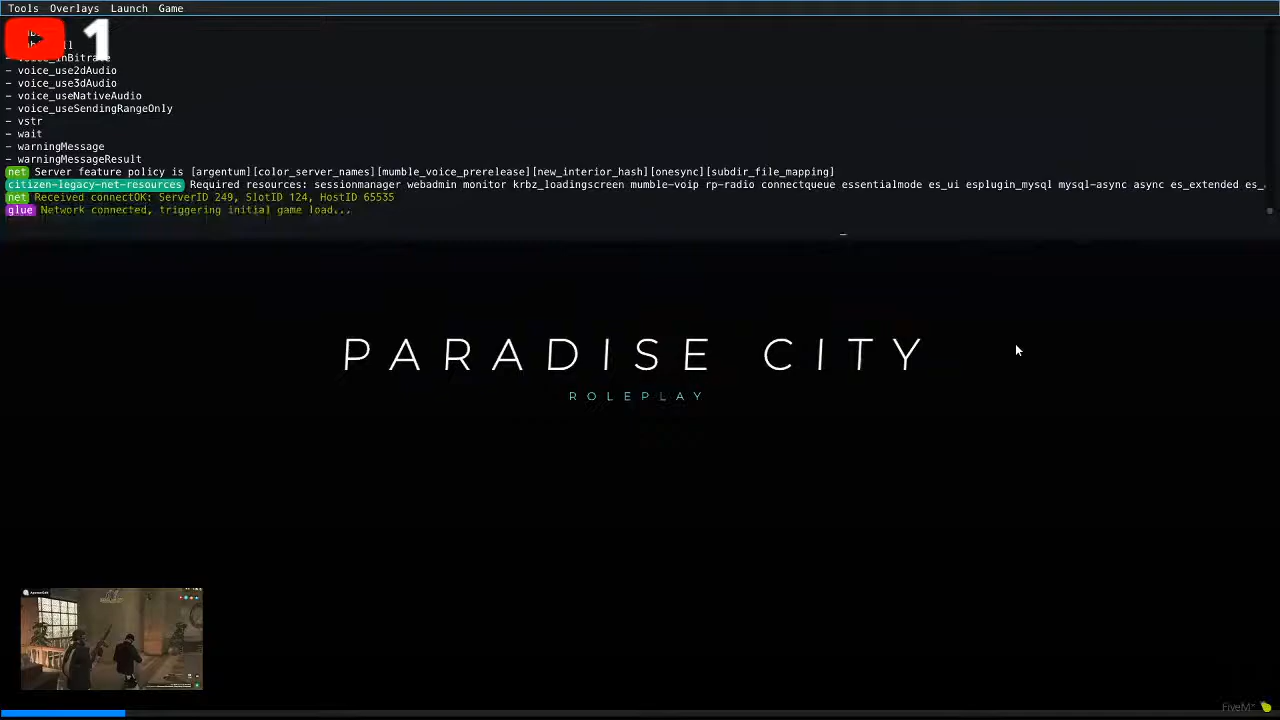 Tools Overlays Launch Game
1
- voice_inBitrate
- voice_use2dAudio
- voice_use3dAudio
- voice_useNativeAudio
- voice_useSendingRangeOnly
- vstr
- wait
- warningMessage
- warningMessageResult
net Server feature policy is [argentum][color_server_names][mumble_voice_prerelease][new_interior_hash][onesync][subdir_file_mapping]
citizen-legacy-net-resources Required resources: sessionmanager webadmin monitor krbz_loadingscreen mumble-voip rp-radio connectqueue essentialmode es_ui esplugin_mysql mysql-async async es_extended es_
net Received connectOK: ServerID 249, SlotID 124, HostID 65535
glue Network connected, triggering initial game load...
PARADISE CITY
ROLEPLAY
FiveM